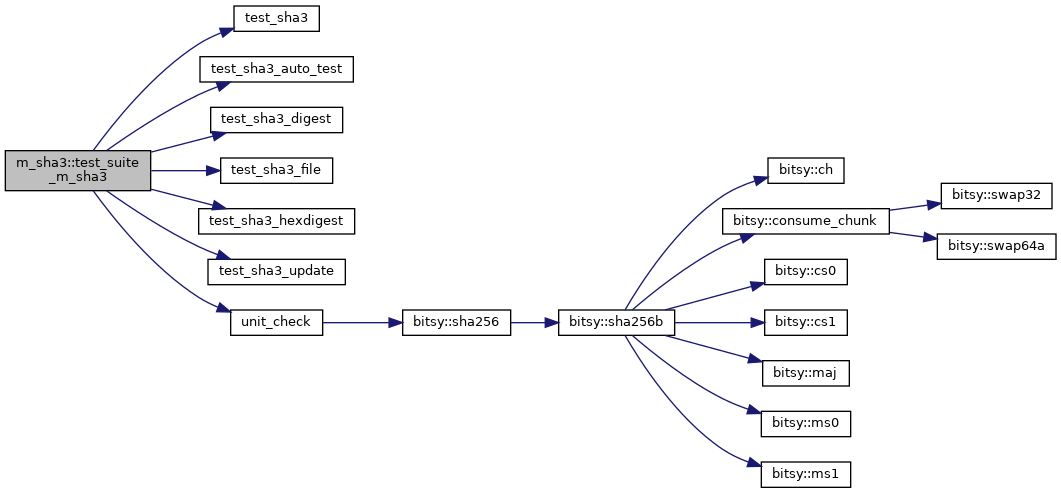 m_sha3::test_suite
_m_sha3
test_sha3
test_sha3_auto_test
test_sha3_digest
test_sha3_file
test_sha3_hexdigest
test_sha3_update
unit_check
bitsy::sha256
bitsy::sha256b
bitsy::ch
bitsy::consume_chunk
bitsy::cs0
bitsy::cs1
bitsy::maj
bitsy::ms0
bitsy::ms1
bitsy::swap32
bitsy::swap64a